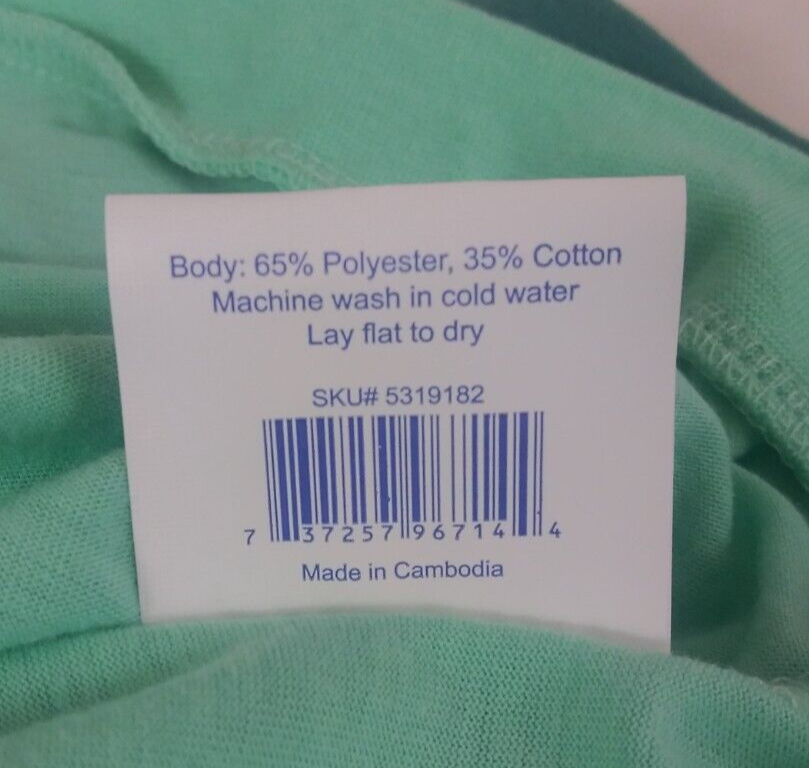 Body: 65% Polyester, 35% Cotton
Machine wash in cold water
Lay flat to dry
SKU# 5319182
7 37257 96714 4
Made in Cambodia